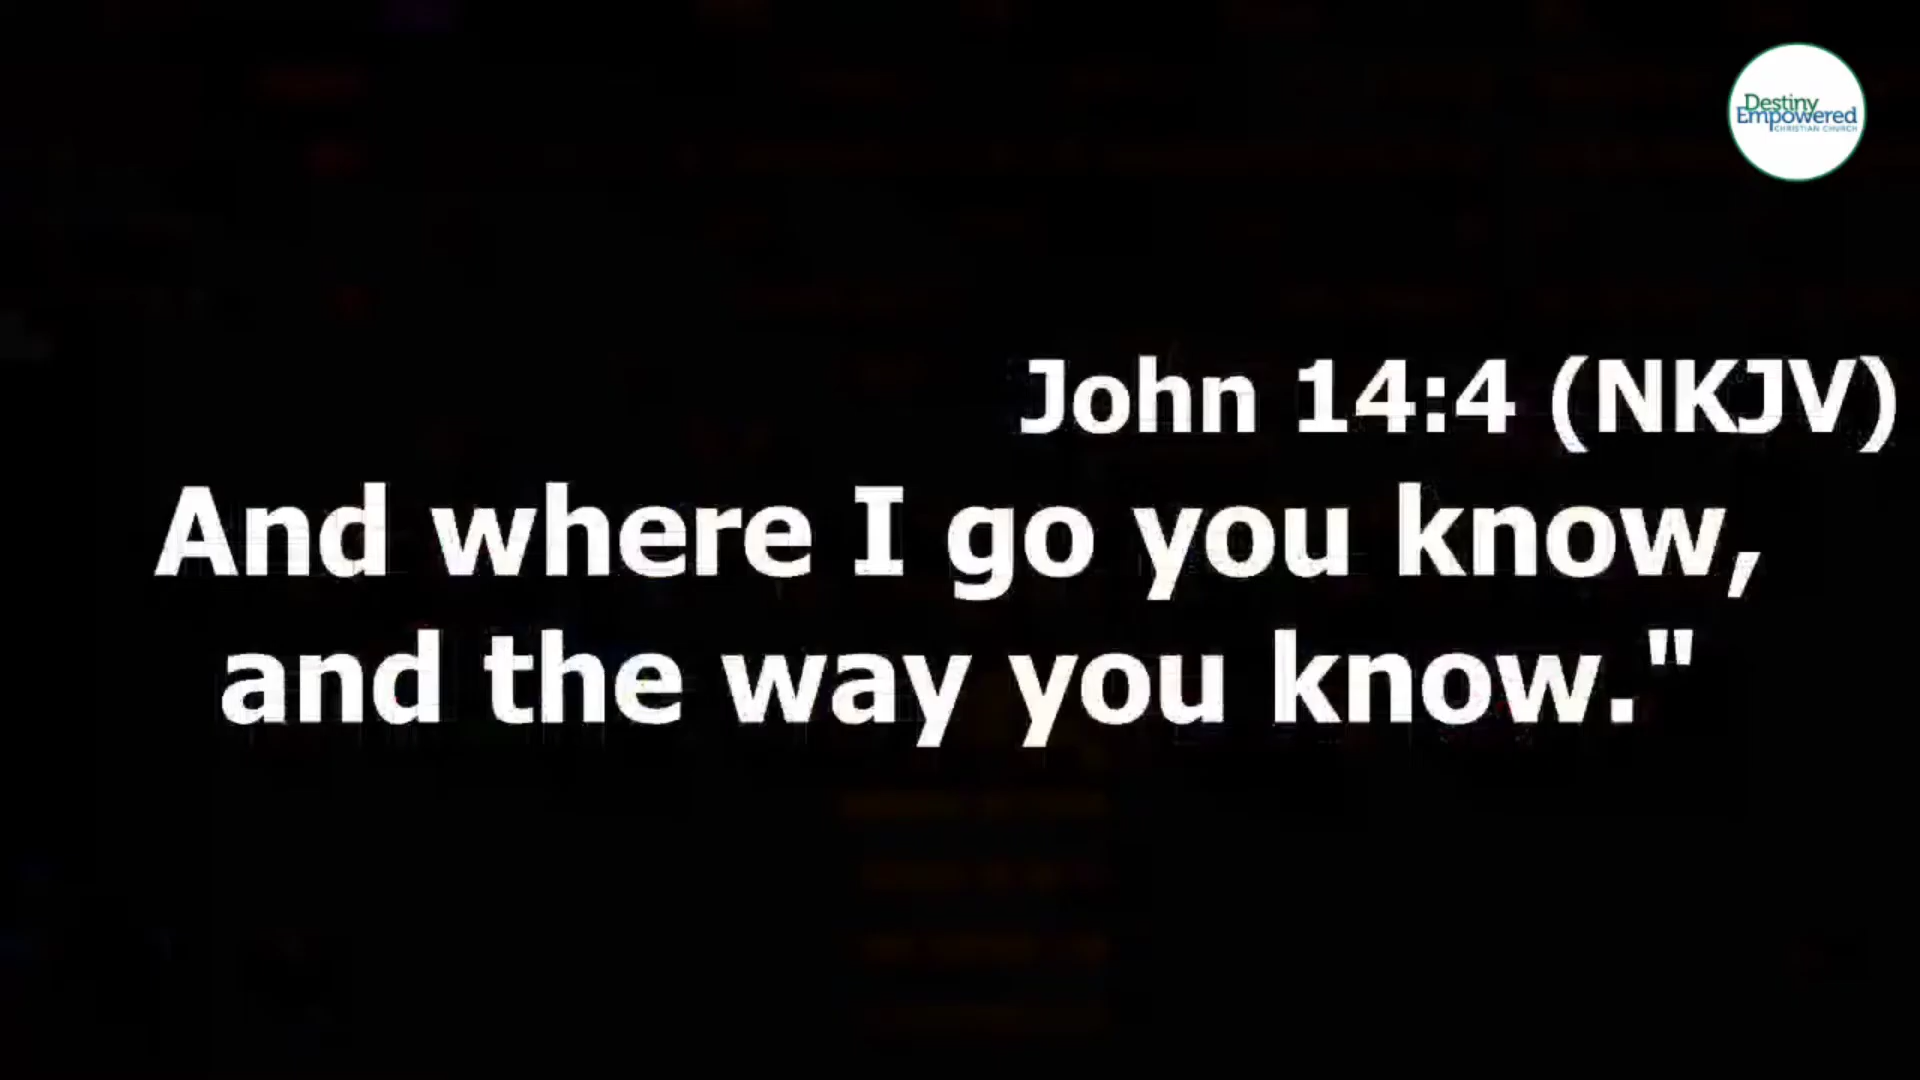 Destiny
Empowered
CHRISTIAN CHURCH
John 14:4 (NKJV)
And where I go you know,
and the way you know."